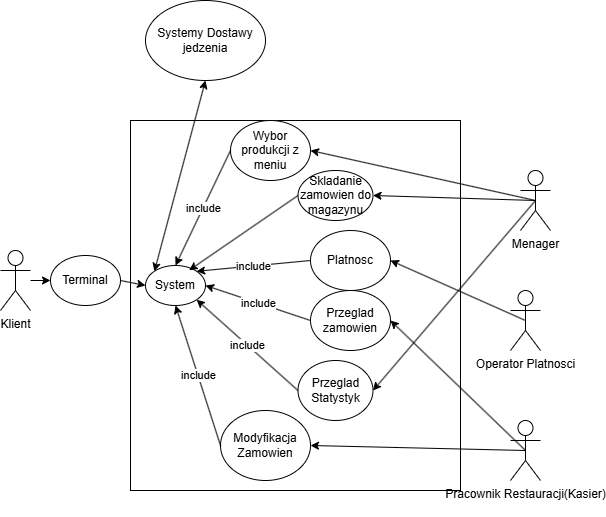 Systemy Dostawy
jedzenia
Wybor
produkcji z
meniu
Skladanie
zamowien do
magazynu
include
Menager
Klient
Terminal
System
include
Platnosc
include
Przeglad
zamowien
Operator Platnosci
include
Przeglad
Statystyk
include
Modyfikacja
Zamowien
Pracownik Restauracji(Kasier)